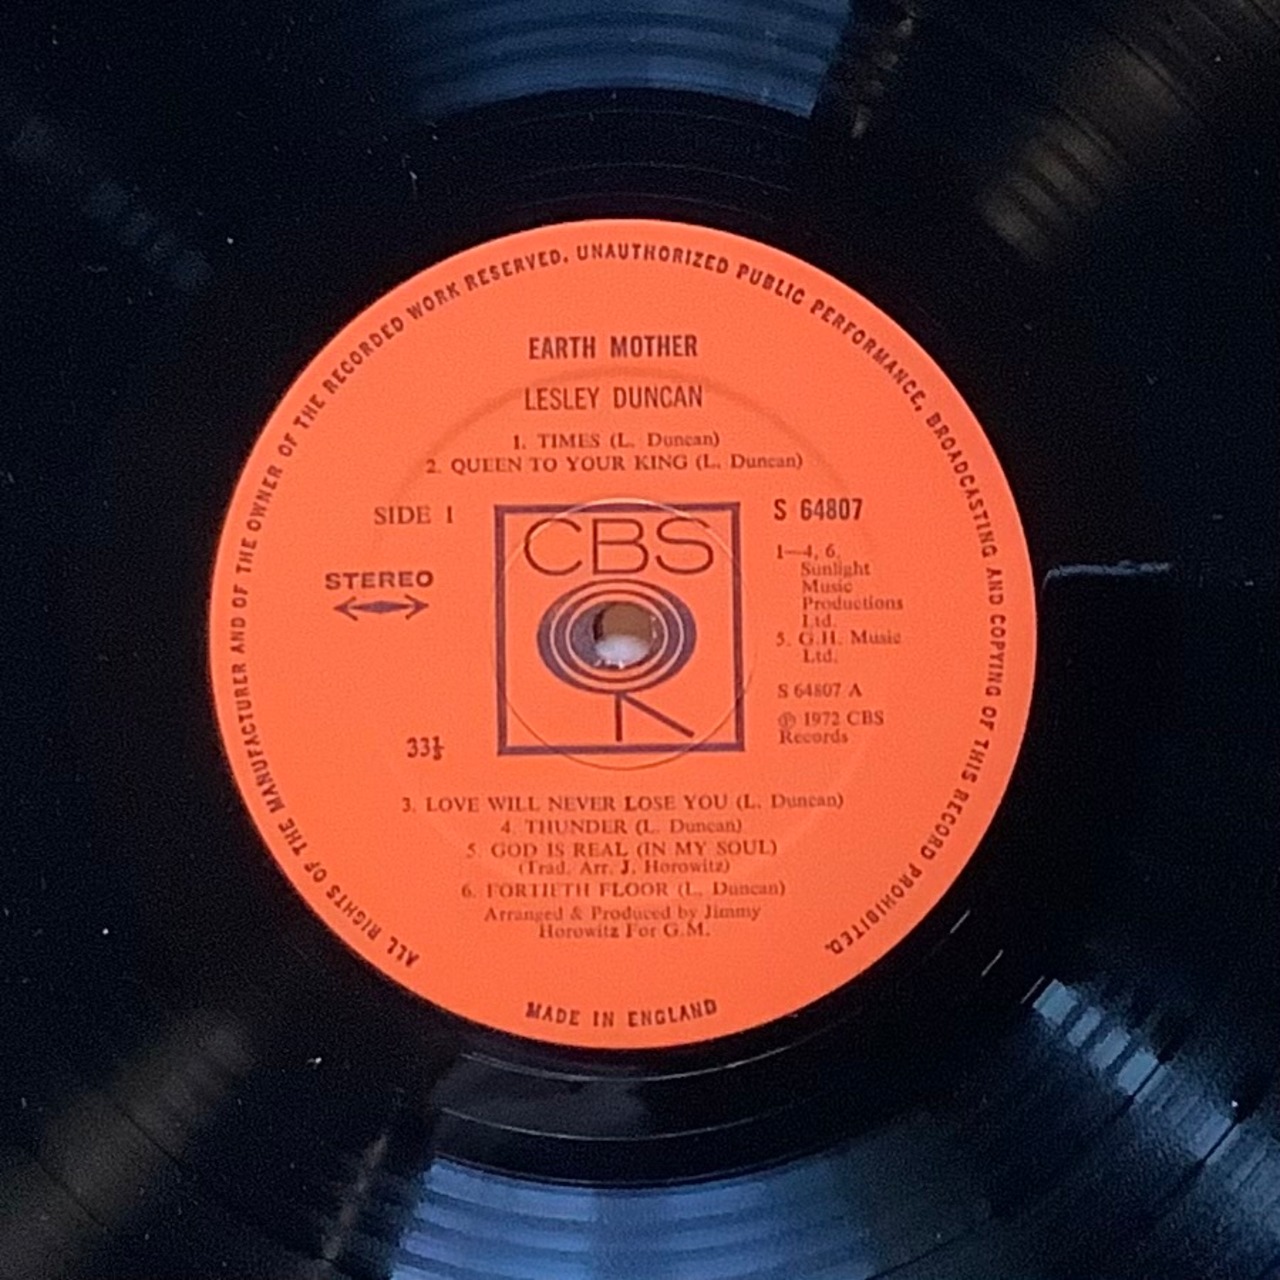 ALL RIGHTS OF THE MANUFACTURER AND OF THE OWNER OF THE RECORDED WORK RESERVED. UNAUTHORIZED PUBLIC PERFORMANCE, BROADCASTING AND COPYING OF THIS RECORD PROHIBITED.
EARTH MOTHER
LESLEY DUNCAN
1. TIMES (L. Duncan)
2. QUEEN TO YOUR KING (L. Duncan)
SIDE 1
S 64807
CBS
STEREO
1—4, 6.
Sunlight
Music
Productions
Ltd.
5. G.H. Music
Ltd.
S 64807 A
℗ 1972 CBS
Records
33⅓
3. LOVE WILL NEVER LOSE YOU (L. Duncan)
4. THUNDER (L. Duncan)
5. GOD IS REAL (IN MY SOUL)
(Trad. Arr. J. Horowitz)
6. FORTIETH FLOOR (L. Duncan)
Arranged & Produced by Jimmy
Horowitz For G.M.
MADE IN ENGLAND